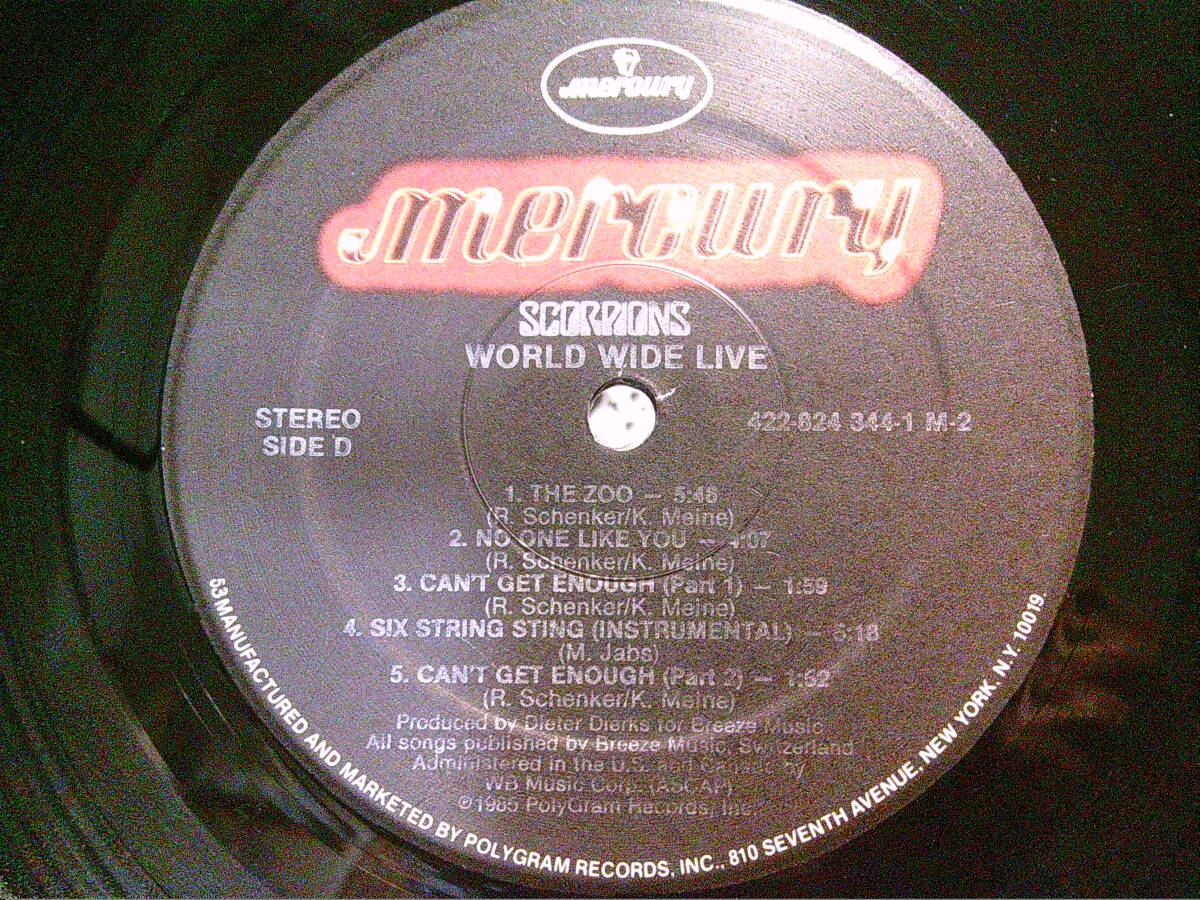 mercury
mercury
SCORPIONS
WORLD WIDE LIVE
STEREO
SIDE D
422-824 344-1 M-2
1. THE ZOO — 5:46
(R. Schenker/K. Meine)
2. NO ONE LIKE YOU — 4:07
(R. Schenker/K. Meine)
3. CAN'T GET ENOUGH (Part 1) — 1:59
(R. Schenker/K. Meine)
4. SIX STRING STING (INSTRUMENTAL) —
(M. Jabs)
5. CAN'T GET ENOUGH (Part 2) — 1:52
(R. Schenker/K. Meine)
Produced by Dieter Dierks for Breeze Music
All songs published by Breeze Music, Switzerland
Administered in the U.S. and Canada by
WB Music Corp. (ASCAP)
©1985 PolyGram Records, Inc.
53 MANUFACTURED AND MARKETED BY POLYGRAM RECORDS, INC., 810 SEVENTH AVENUE, NEW YORK, N.Y. 10019